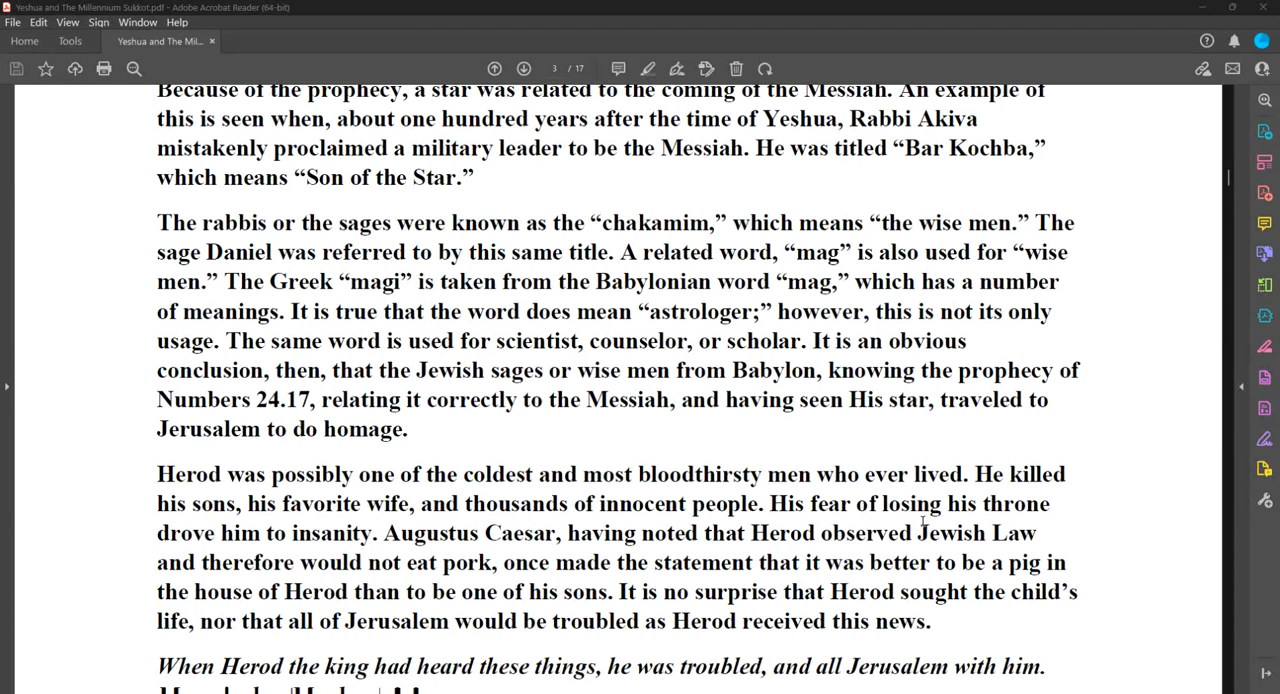 Yeshua and The Millennium Sukkot.pdf - Adobe Acrobat Reader (64-bit)
File Edit View Sign Window Help
Home Tools Yeshua and The Mil... ×
3 / 17
Because of the prophecy, a star was related to the coming of the Messiah. An example of
this is seen when, about one hundred years after the time of Yeshua, Rabbi Akiva
mistakenly proclaimed a military leader to be the Messiah. He was titled “Bar Kochba,”
which means “Son of the Star.”
The rabbis or the sages were known as the “chakamim,” which means “the wise men.” The
sage Daniel was referred to by this same title. A related word, “mag” is also used for “wise
men.” The Greek “magi” is taken from the Babylonian word “mag,” which has a number
of meanings. It is true that the word does mean “astrologer;” however, this is not its only
usage. The same word is used for scientist, counselor, or scholar. It is an obvious
conclusion, then, that the Jewish sages or wise men from Babylon, knowing the prophecy of
Numbers 24.17, relating it correctly to the Messiah, and having seen His star, traveled to
Jerusalem to do homage.
Herod was possibly one of the coldest and most bloodthirsty men who ever lived. He killed
his sons, his favorite wife, and thousands of innocent people. His fear of losing his throne
drove him to insanity. Augustus Caesar, having noted that Herod observed Jewish Law
and therefore would not eat pork, once made the statement that it was better to be a pig in
the house of Herod than to be one of his sons. It is no surprise that Herod sought the child’s
life, nor that all of Jerusalem would be troubled as Herod received this news.
When Herod the king had heard these things, he was troubled, and all Jerusalem with him.